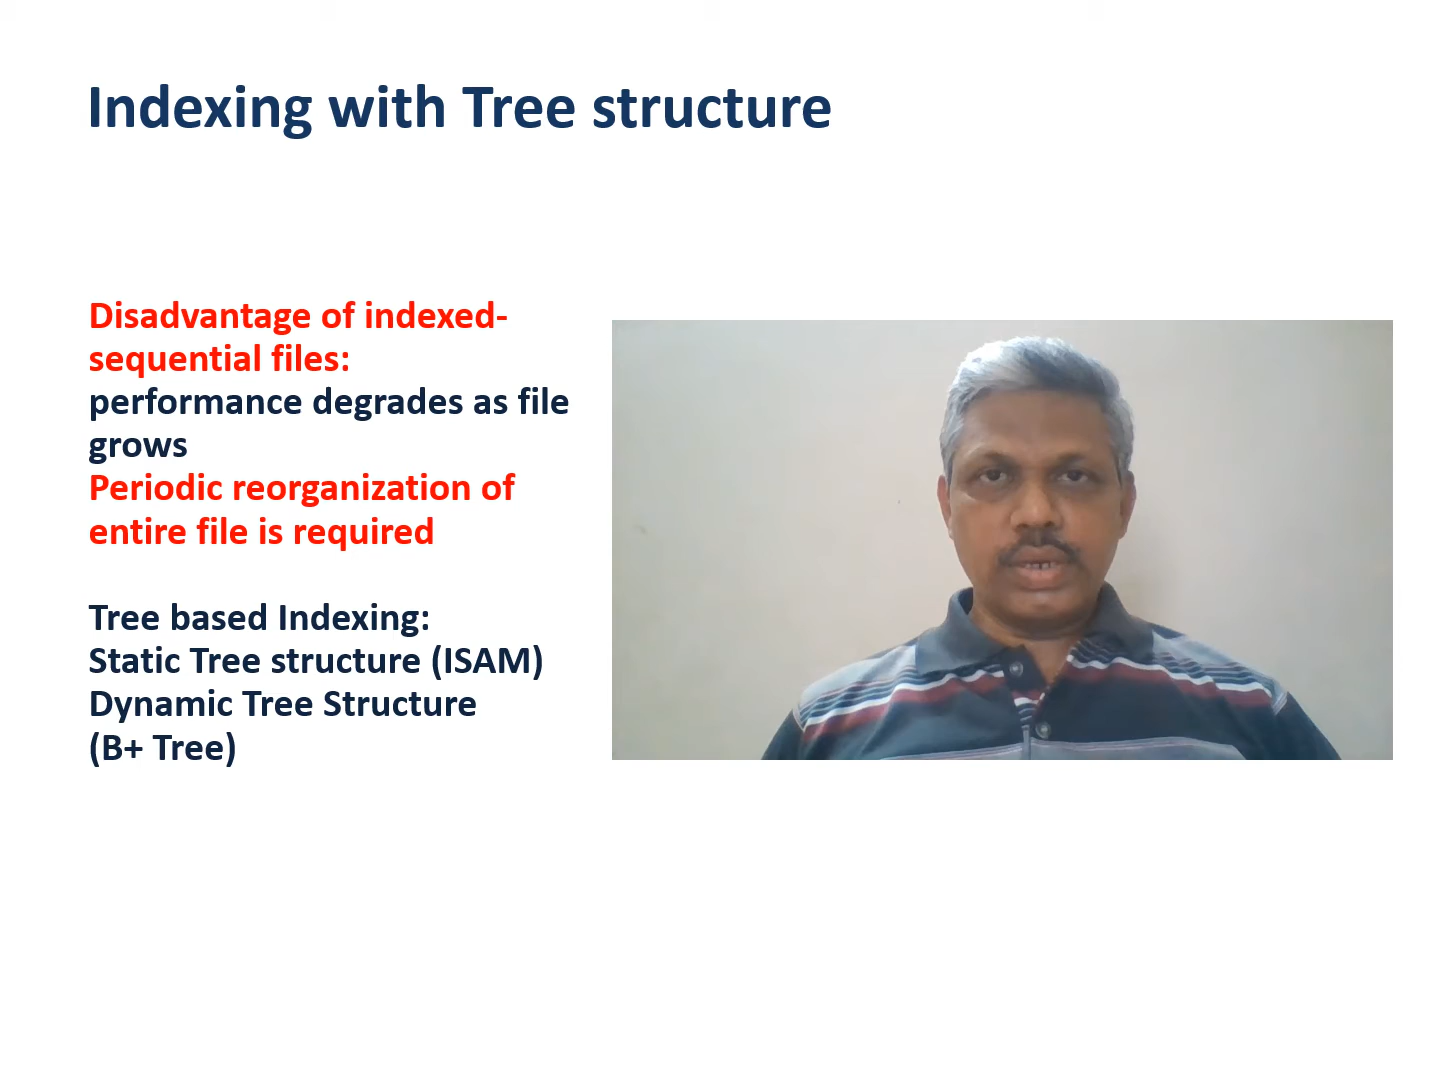 Indexing with Tree structure
Disadvantage of indexed-
sequential files:
performance degrades as file
grows
Periodic reorganization of
entire file is required
Tree based Indexing:
Static Tree structure (ISAM)
Dynamic Tree Structure
(B+ Tree)